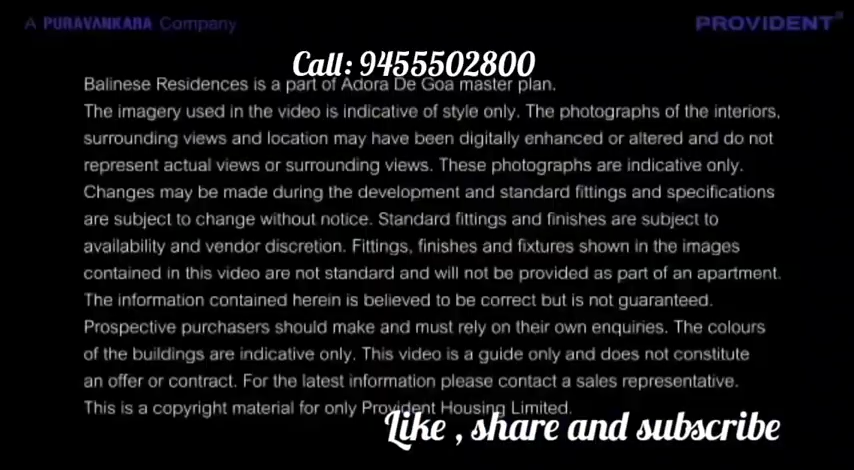 A PURAVANKARA Company
PROVIDENT
Call: 9455502800
Balinese Residences is a part of Adora De Goa master plan.
The imagery used in the video is indicative of style only. The photographs of the interiors,
surrounding views and location may have been digitally enhanced or altered and do not
represent actual views or surrounding views. These photographs are indicative only.
Changes may be made during the development and standard fittings and specifications
are subject to change without notice. Standard fittings and finishes are subject to
availability and vendor discretion. Fittings, finishes and fixtures shown in the images
contained in this video are not standard and will not be provided as part of an apartment.
The information contained herein is believed to be correct but is not guaranteed.
Prospective purchasers should make and must rely on their own enquiries. The colours
of the buildings are indicative only. This video is a guide only and does not constitute
an offer or contract. For the latest information please contact a sales representative.
This is a copyright material for only Provident Housing Limited.
Like , share and subscribe